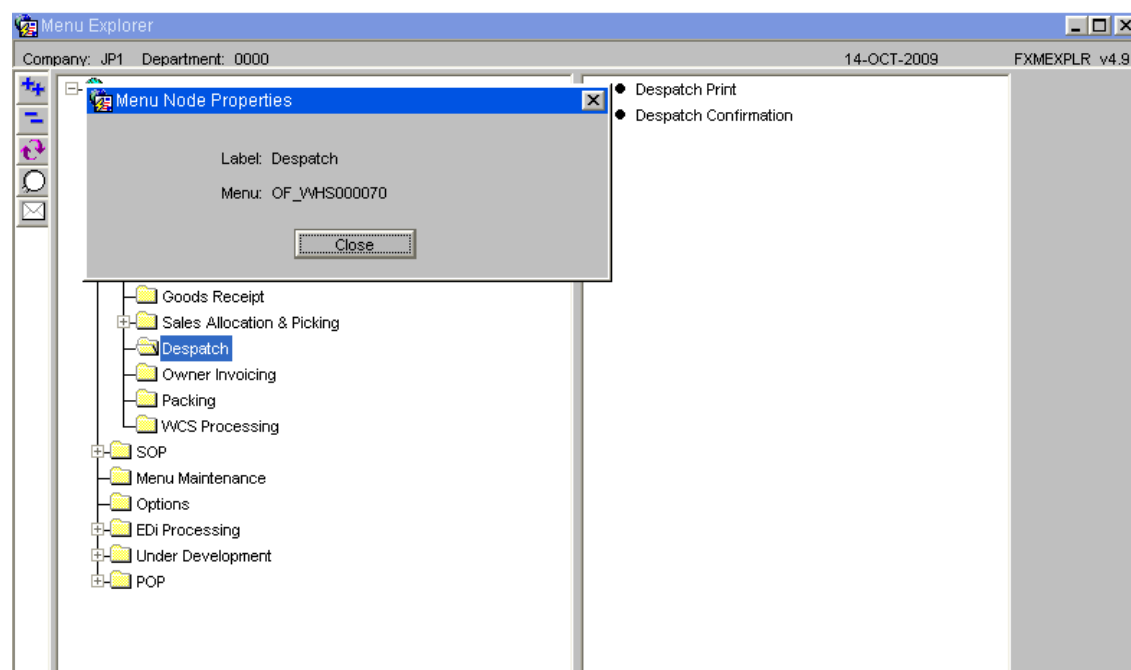 Menu Explorer
Company: JP1 Department: 0000 14-OCT-2009 FXMEXPLR v4.9
Menu Node Properties
Label: Despatch
Menu: OF_WHS000070
Close
Despatch Print
Despatch Confirmation
Goods Receipt
Sales Allocation & Picking
Despatch
Owner Invoicing
Packing
WCS Processing
SOP
Menu Maintenance
Options
EDi Processing
Under Development
POP